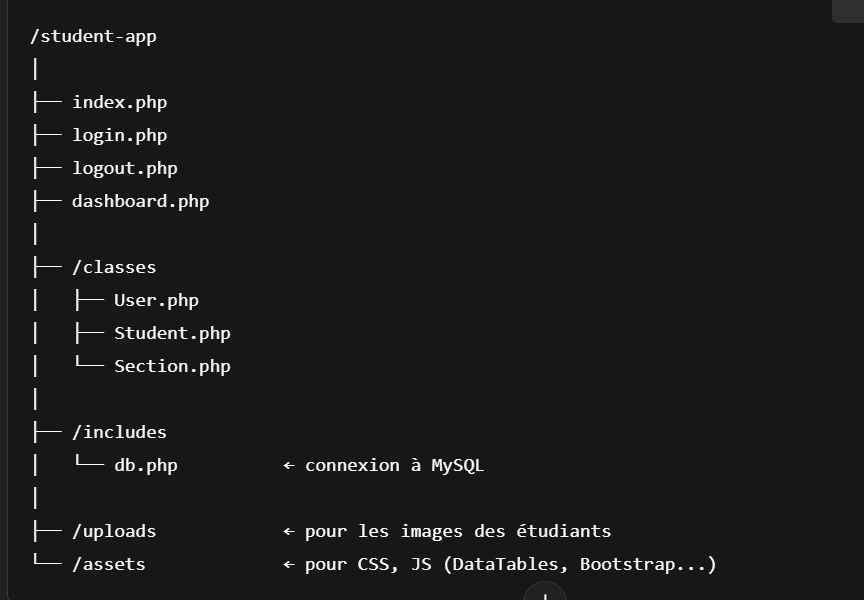 /student-app
│
├── index.php
├── login.php
├── logout.php
├── dashboard.php
│
├── /classes
│   ├── User.php
│   ├── Student.php
│   └── Section.php
│
├── /includes
│   └── db.php          ← connexion à MySQL
│
├── /uploads            ← pour les images des étudiants
└── /assets             ← pour CSS, JS (DataTables, Bootstrap...)